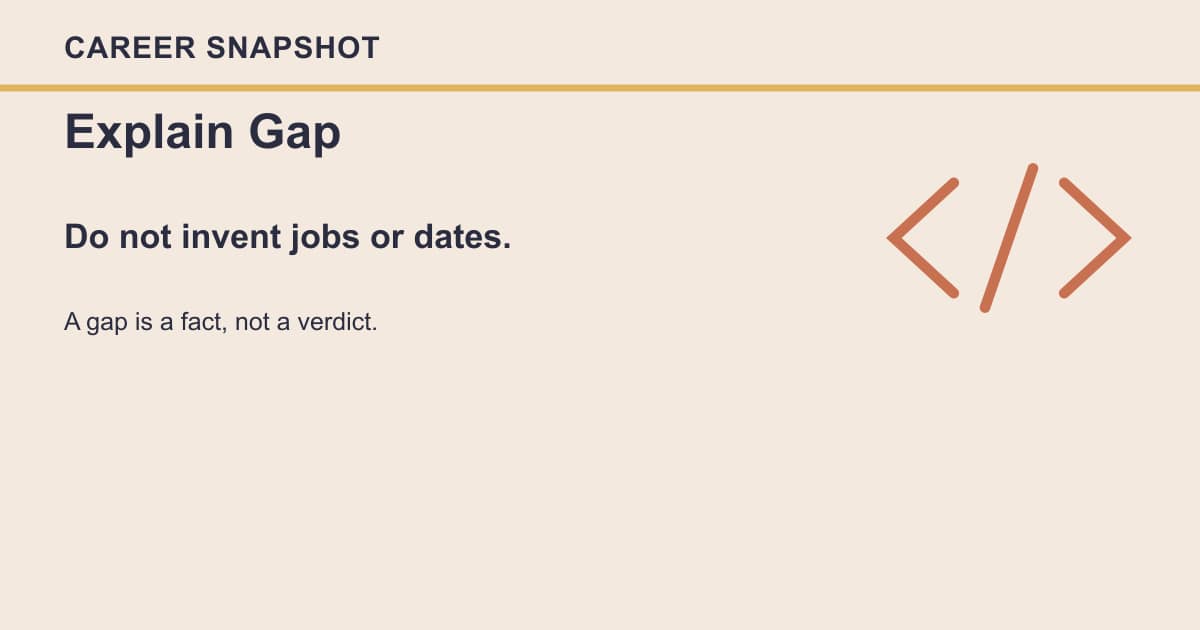 CAREER SNAPSHOT
Explain Gap
Do not invent jobs or dates.
A gap is a fact, not a verdict.